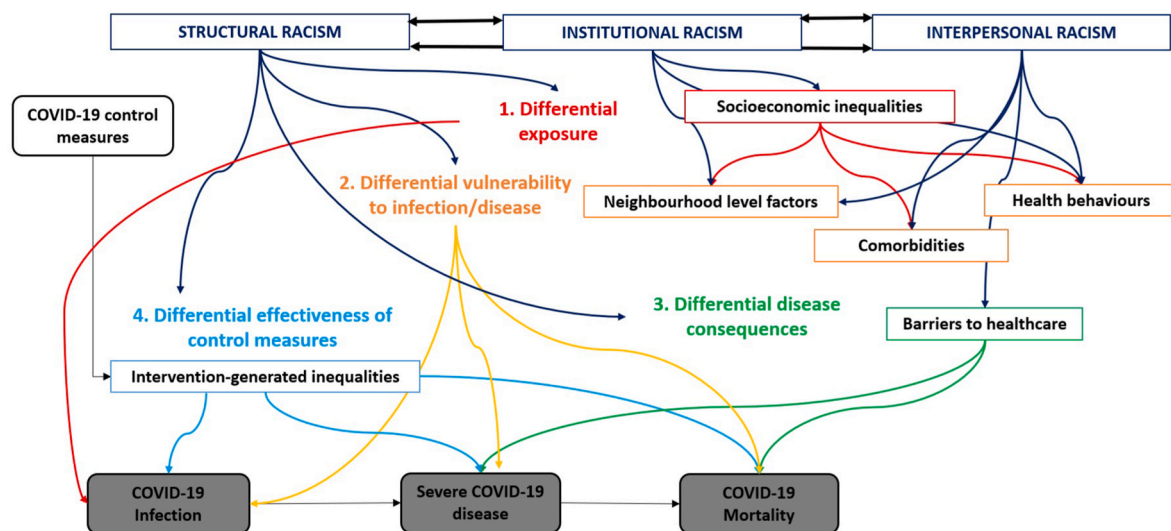 STRUCTURAL RACISM
INSTITUTIONAL RACISM
INTERPERSONAL RACISM
COVID-19 control
measures
1. Differential
exposure
Socioeconomic inequalities
2. Differential vulnerability
to infection/disease
Neighbourhood level factors
Health behaviours
Comorbidities
4. Differential effectiveness of
control measures
3. Differential disease
consequences
Barriers to healthcare
Intervention-generated inequalities
COVID-19
Infection
Severe COVID-19
disease
COVID-19
Mortality